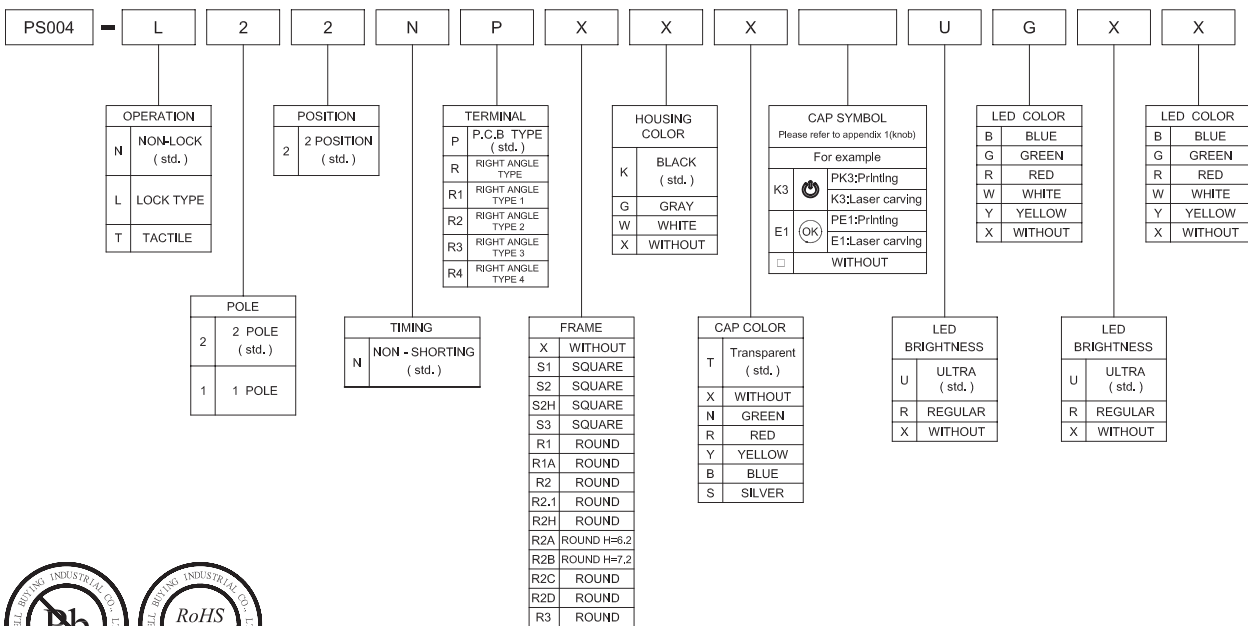 PS004 - L 2 2 N P X X X U G X X
OPERATION
N NON-LOCK
( std. )
L LOCK TYPE
T TACTILE
POSITION
2 2 POSITION
( std. )
TERMINAL
P P.C.B TYPE
( std. )
R RIGHT ANGLE
TYPE
R1 RIGHT ANGLE
TYPE 1
R2 RIGHT ANGLE
TYPE 2
R3 RIGHT ANGLE
TYPE 3
R4 RIGHT ANGLE
TYPE 4
HOUSING
COLOR
K BLACK
( std. )
G GRAY
W WHITE
X WITHOUT
CAP SYMBOL
Please refer to appendix 1(knob)
For example
K3 PK3:Printing
K3:Laser carving
E1 OK PE1:Printing
E1:Laser carving
□ WITHOUT
LED COLOR
B BLUE
G GREEN
R RED
W WHITE
Y YELLOW
X WITHOUT
LED COLOR
B BLUE
G GREEN
R RED
W WHITE
Y YELLOW
X WITHOUT
POLE
2 2 POLE
( std. )
1 1 POLE
TIMING
N NON - SHORTING
( std. )
FRAME
X WITHOUT
S1 SQUARE
S2 SQUARE
S2H SQUARE
S3 SQUARE
R1 ROUND
R1A ROUND
R2 ROUND
R2.1 ROUND
R2H ROUND
R2A ROUND H=6.2
R2B ROUND H=7.2
R2C ROUND
R2D ROUND
R3 ROUND
CAP COLOR
T Transparent
( std. )
X WITHOUT
N GREEN
R RED
Y YELLOW
B BLUE
S SILVER
LED
BRIGHTNESS
U ULTRA
( std. )
R REGULAR
X WITHOUT
LED
BRIGHTNESS
U ULTRA
( std. )
R REGULAR
X WITHOUT
BUYING INDUSTRIAL CO.,
Pb
BUYING INDUSTRIAL CO.,
RoHS